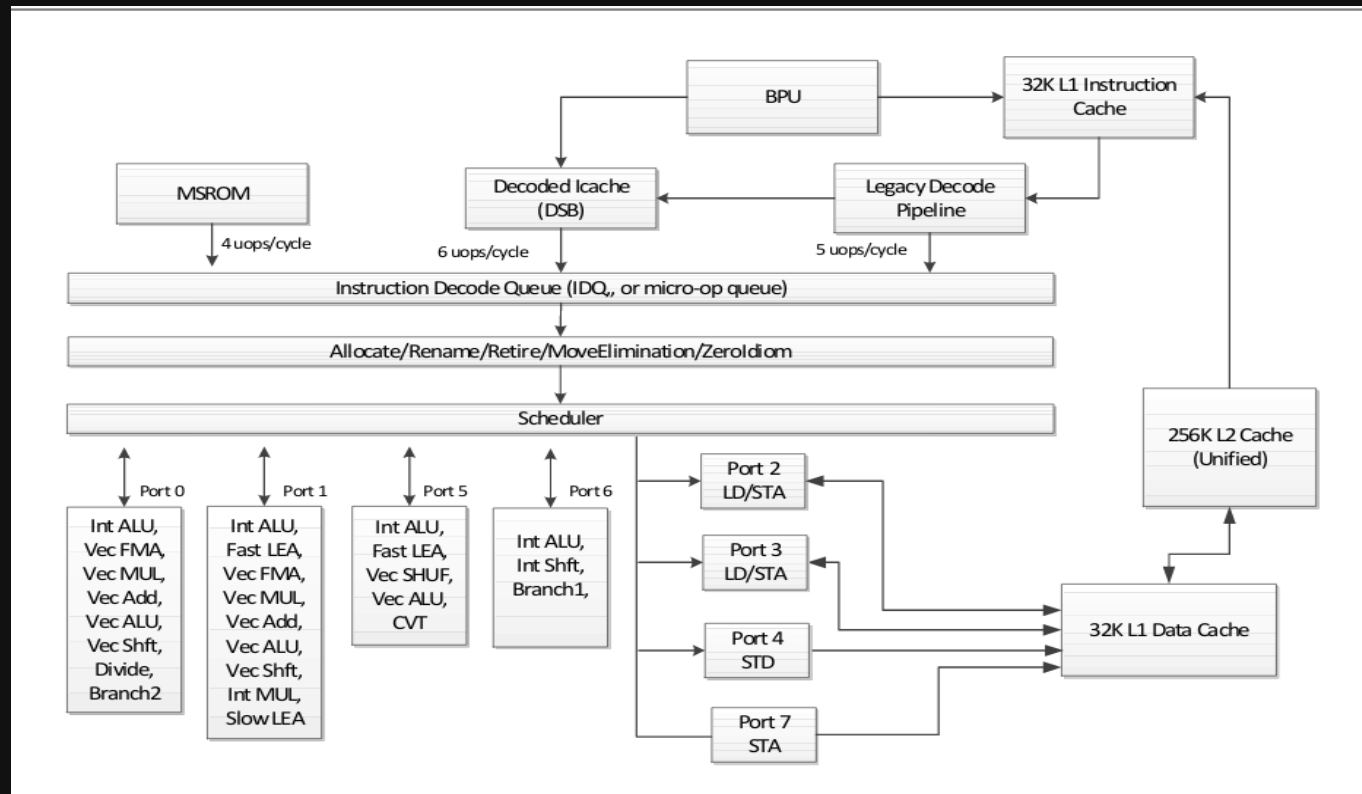 BPU
32K L1 Instruction
Cache
MSROM
Decoded Icache
(DSB)
Legacy Decode
Pipeline
4 uops/cycle
6 uops/cycle
5 uops/cycle
Instruction Decode Queue (IDQ,, or micro-op queue)
Allocate/Rename/Retire/MoveElimination/ZeroIdiom
Scheduler
256K L2 Cache
(Unified)
Port 0
Int ALU,
Vec FMA,
Vec MUL,
Vec Add,
Vec ALU,
Vec Shft,
Divide,
Branch2
Port 1
Int ALU,
Fast LEA,
Vec FMA,
Vec MUL,
Vec Add,
Vec ALU,
Vec Shft,
Int MUL,
Slow LEA
Port 5
Int ALU,
Fast LEA,
Vec SHUF,
Vec ALU,
CVT
Port 6
Int ALU,
Int Shft,
Branch1,
Port 2
LD/STA
Port 3
LD/STA
Port 4
STD
Port 7
STA
32K L1 Data Cache